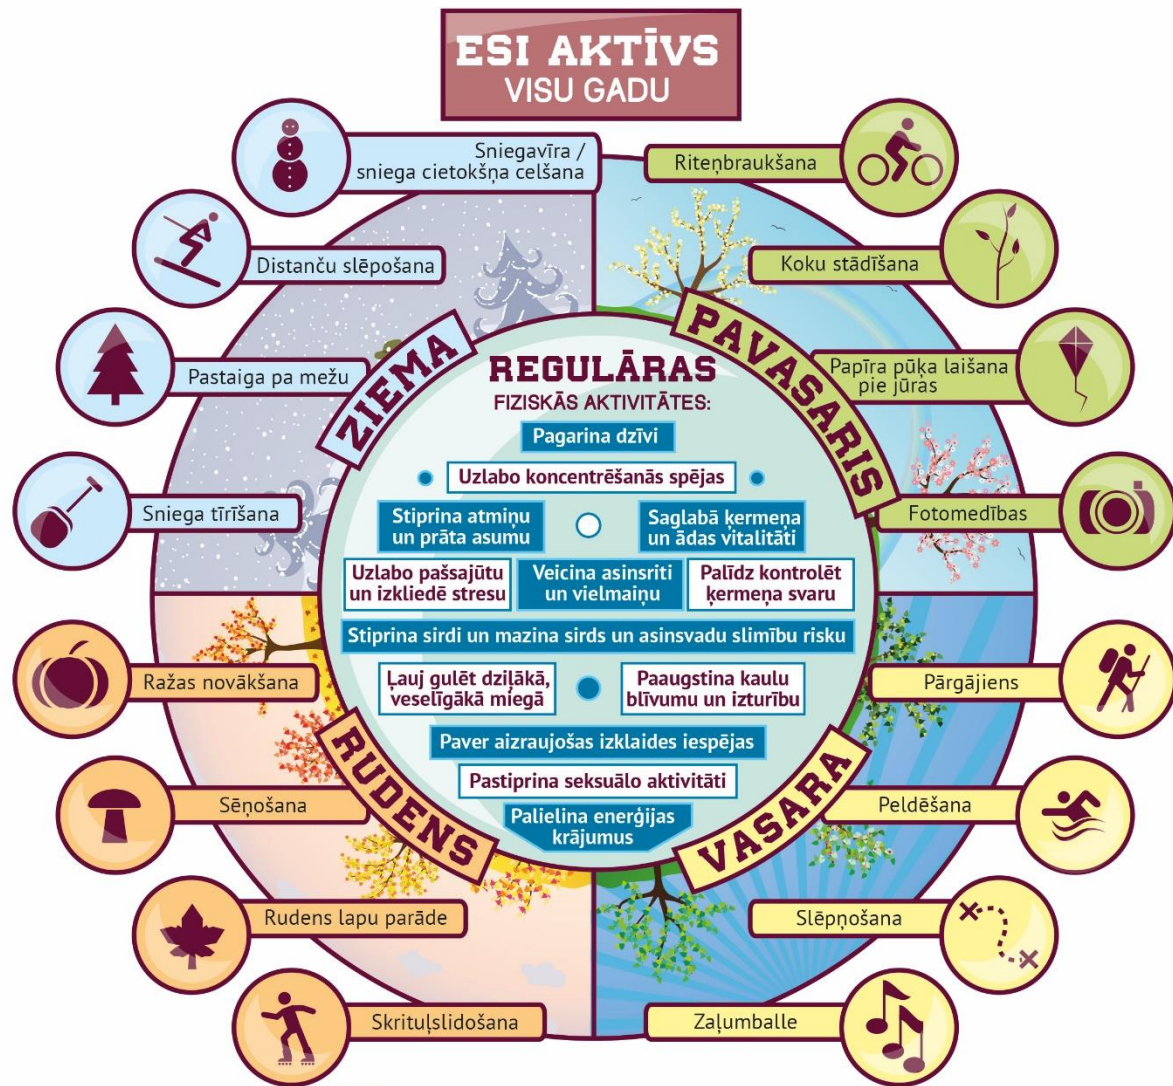 ESI AKTĪVS
VISU GADU
Sniegavīra /
sniega cietokšņa celšana
Distanču slēpošana
Pastaiga pa mežu
Sniega tīrīšana
ZIEMA
Riteņbraukšana
Koku stādīšana
Papīra pūķa laišana
pie jūras
Fotomedības
PAVASARIS
REGULĀRAS
FIZISKĀS AKTIVITĀTES:
Pagarina dzīvi
Uzlabo koncentrēšanās spējas
Stiprina atmiņu
un prāta asumu
Saglabā ķermeņa
un ādas vitalitāti
Uzlabo pašsajūtu
un izkliedē stresu
Veicina asinsriti
un vielmaiņu
Palīdz kontrolēt
ķermeņa svaru
Stiprina sirdi un mazina sirds un asinsvadu slimību risku
Ļauj gulēt dziļākā,
veselīgākā miegā
Paaugstina kaulu
blīvumu un izturību
Paver aizraujošas izklaides iespējas
Pastiprina seksuālo aktivitāti
Palielina enerģijas
krājumus
RUDENS
Ražas novākšana
Sēņošana
Rudens lapu parāde
Skrituļslidošana
VASARA
Pārgājiens
Peldēšana
Slēpņošana
Zaļumballe